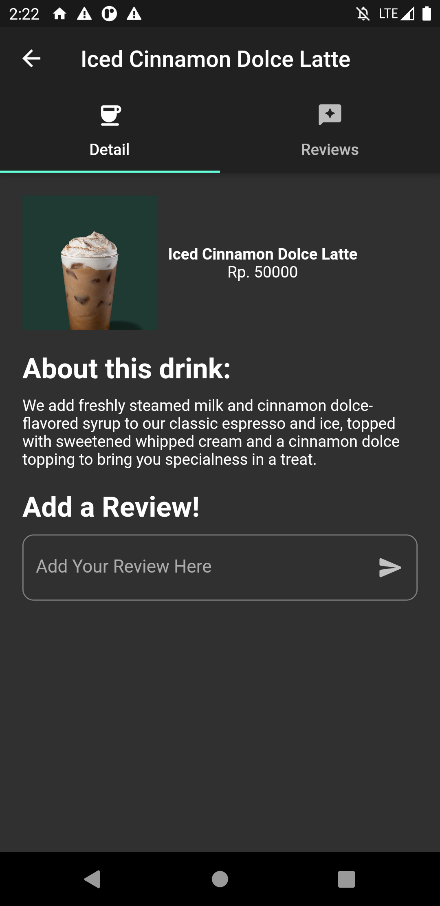 2:22
LTE
Iced Cinnamon Dolce Latte
Detail
Reviews
Iced Cinnamon Dolce Latte
Rp. 50000
About this drink:
We add freshly steamed milk and cinnamon dolce-
flavored syrup to our classic espresso and ice, topped
with sweetened whipped cream and a cinnamon dolce
topping to bring you specialness in a treat.
Add a Review!
Add Your Review Here